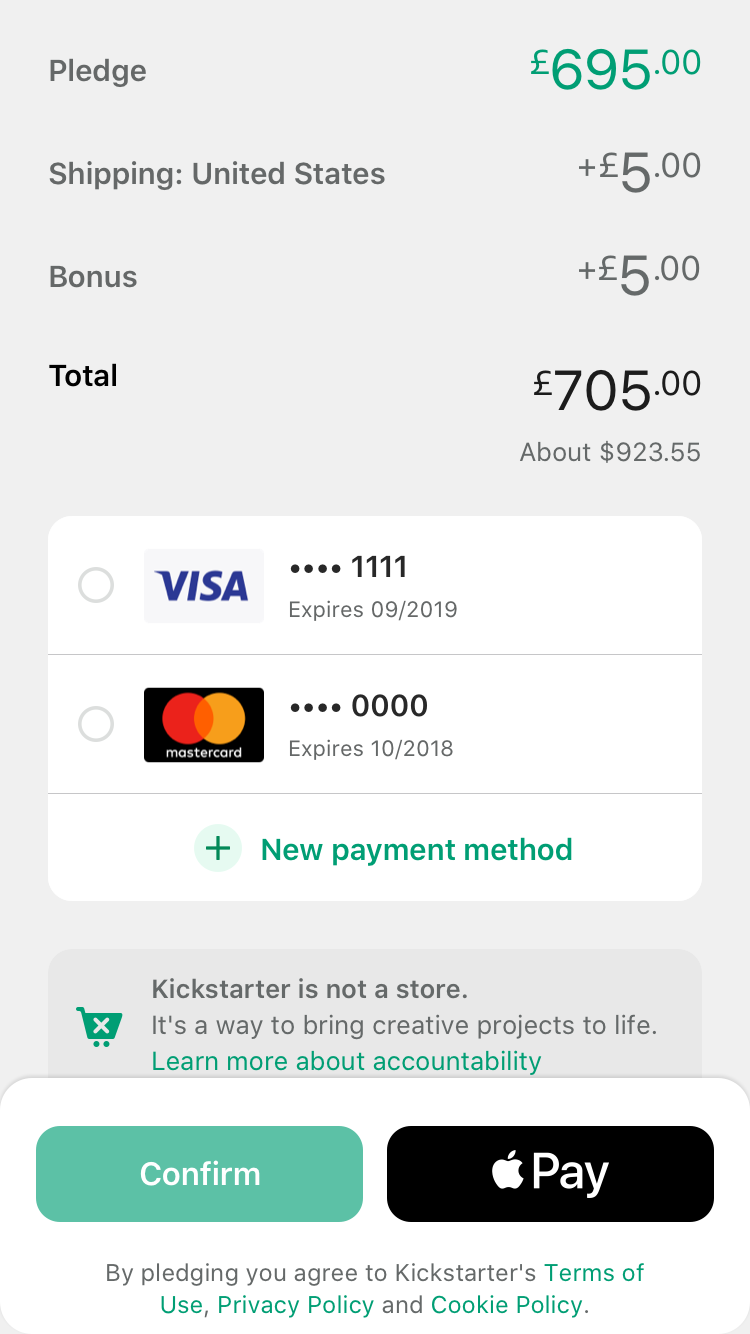 Pledge £695.00
Shipping: United States +£5.00
Bonus +£5.00
Total £705.00
About $923.55
VISA •••• 1111
Expires 09/2019
mastercard •••• 0000
Expires 10/2018
+ New payment method
Kickstarter is not a store.
It's a way to bring creative projects to life.
Learn more about accountability
Confirm Pay
By pledging you agree to Kickstarter's Terms of
Use, Privacy Policy and Cookie Policy.